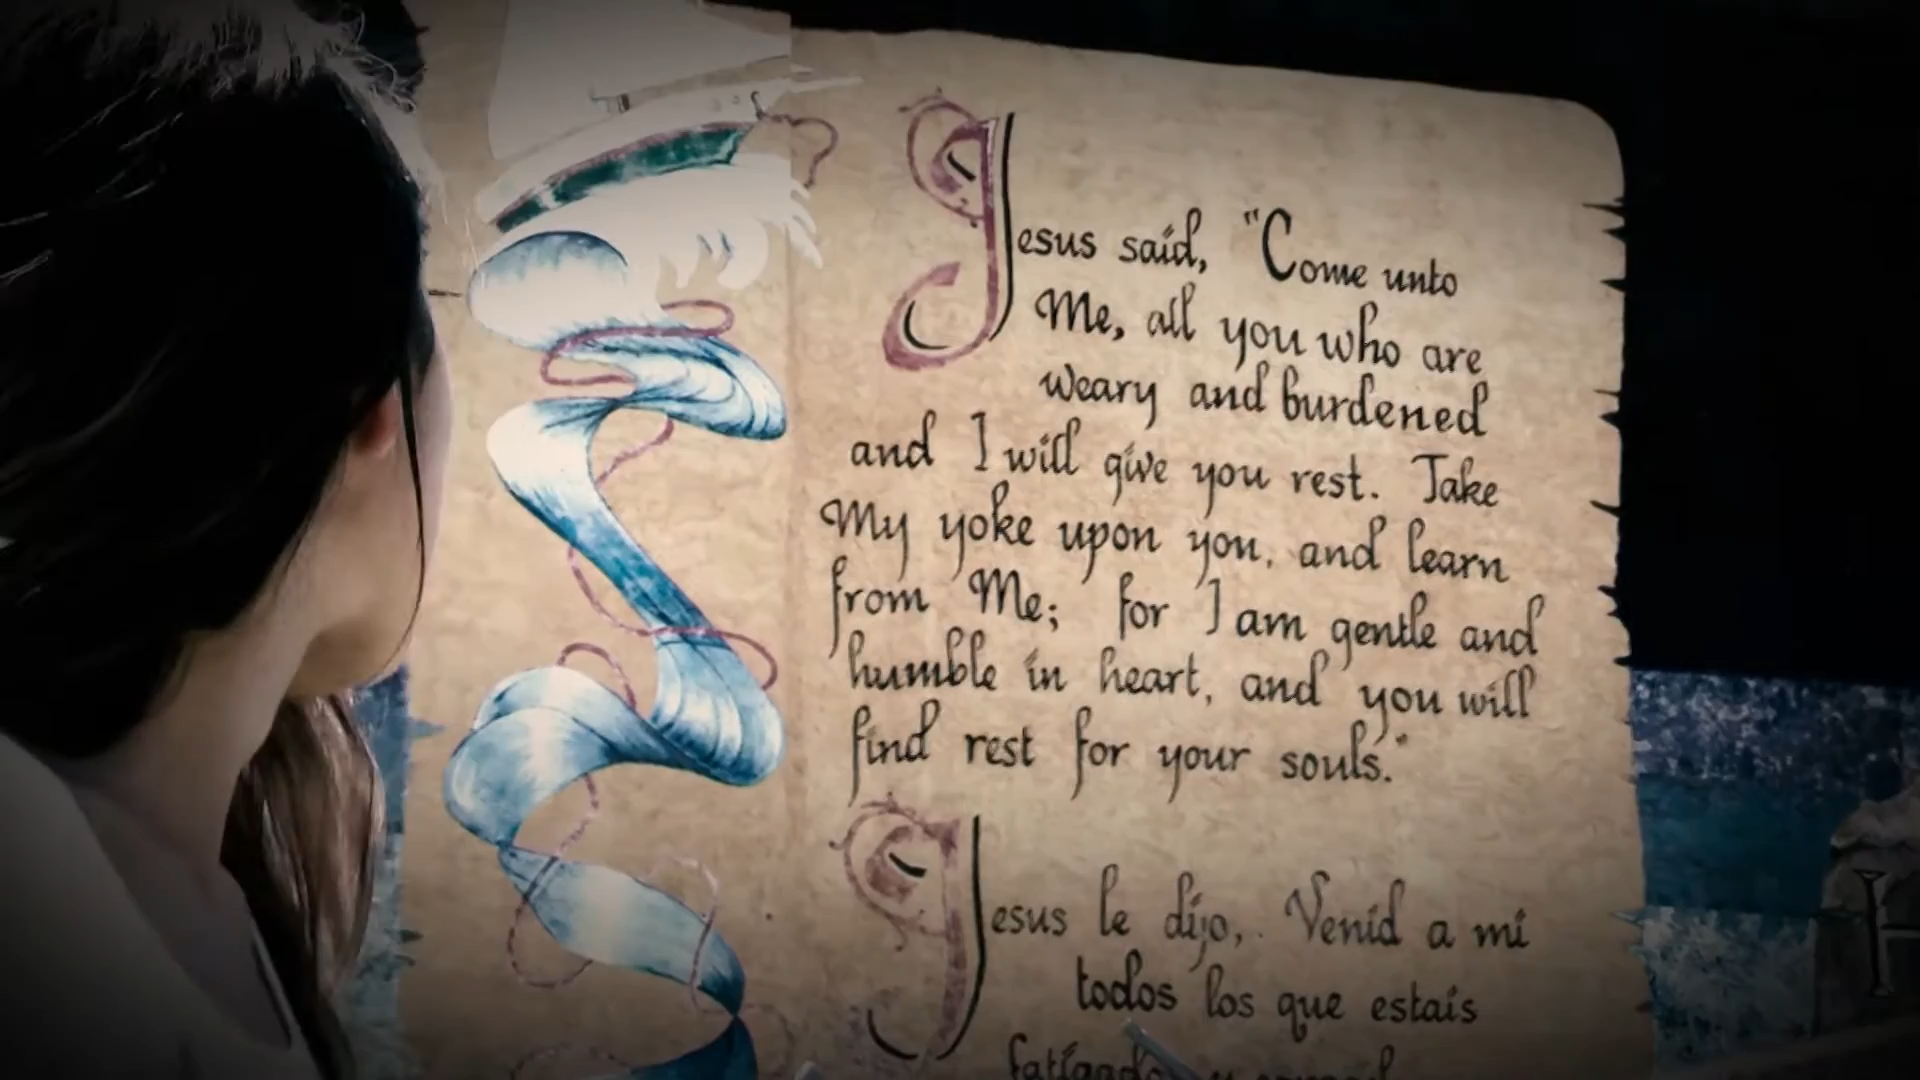 Jesus said, "Come unto
Me, all you who are
weary and burdened
and I will give you rest. Take
My yoke upon you, and learn
from Me; for I am gentle and
humble in heart, and you will
find rest for your souls."
Jesus le dijo, Venid a mi
todos los que estais